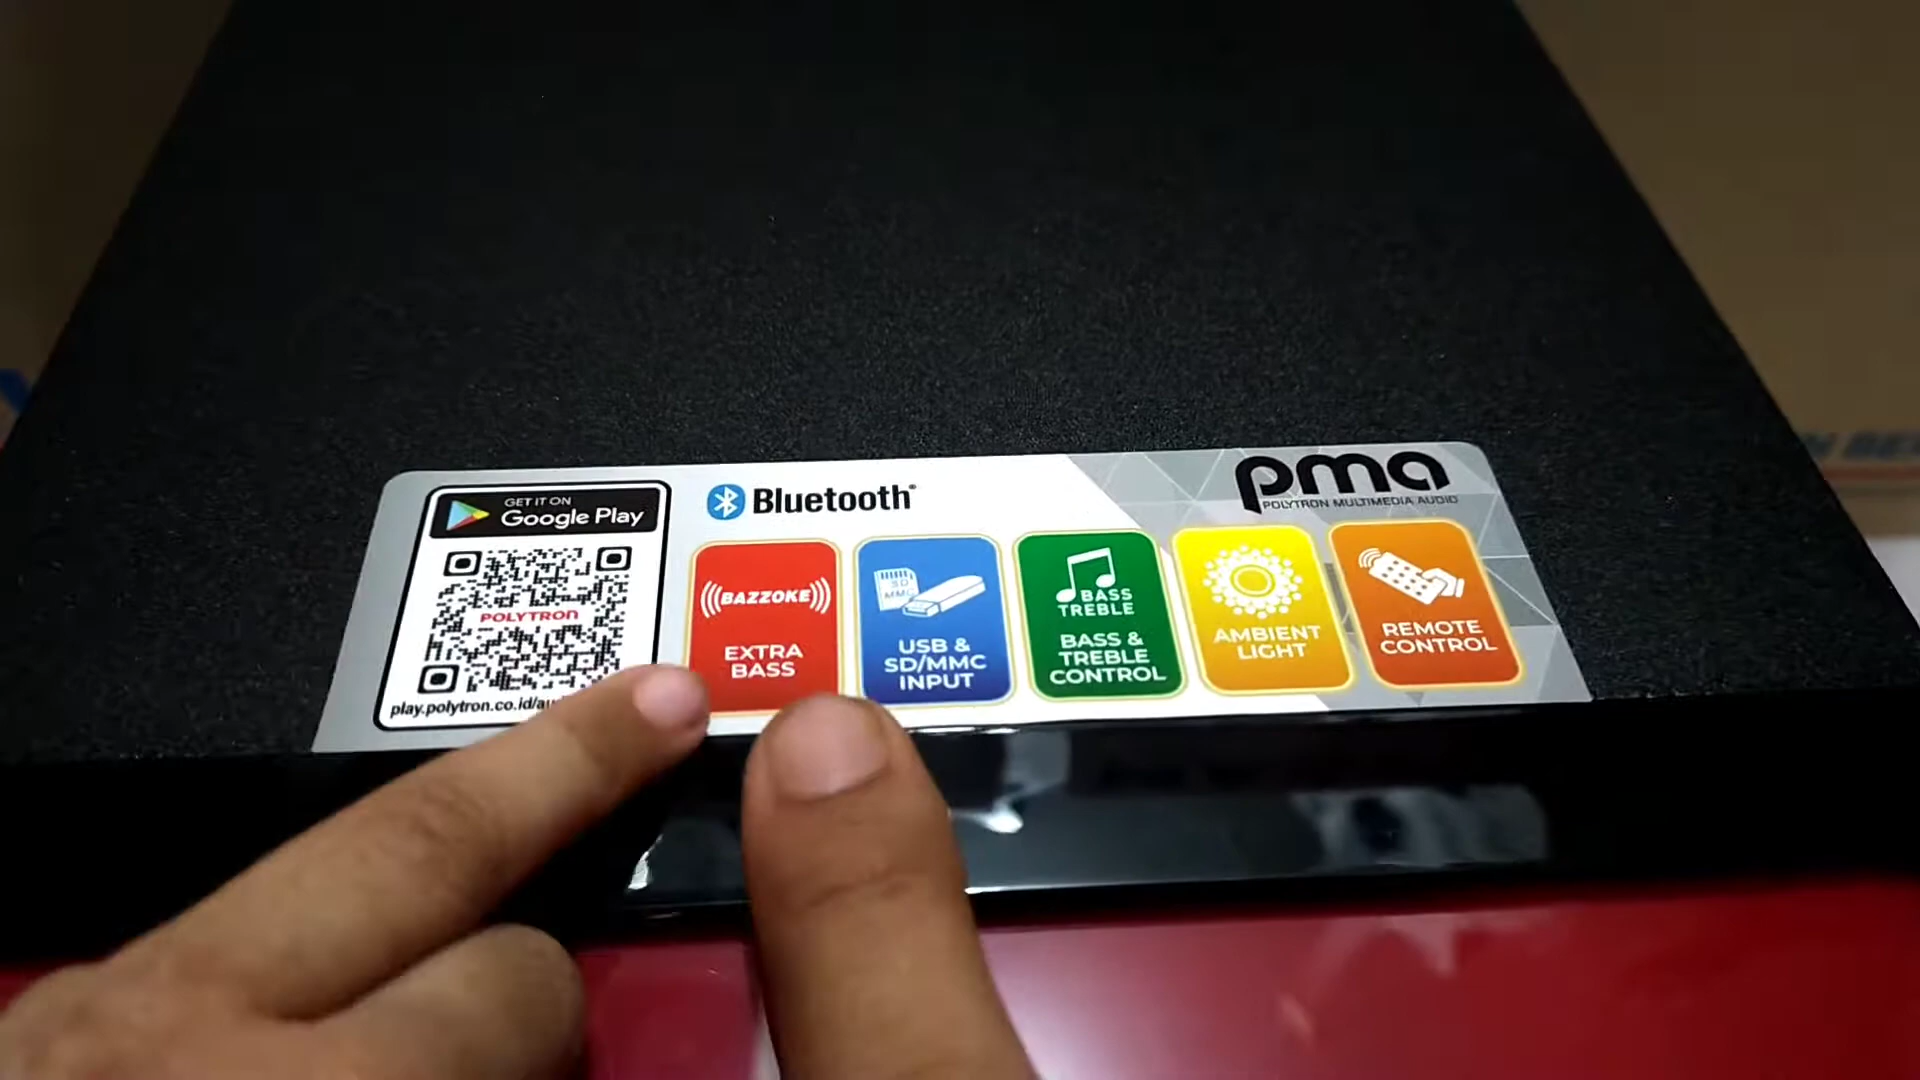 GET IT ON
Google Play
POLYTRON
play.polytron.co.id/au
Bluetooth®
pma
POLYTRON MULTIMEDIA AUDIO
BAZZOKE
EXTRA
BASS
SD
MMC
USB &
SD/MMC
INPUT
BASS
TREBLE
BASS &
TREBLE
CONTROL
AMBIENT
LIGHT
REMOTE
CONTROL